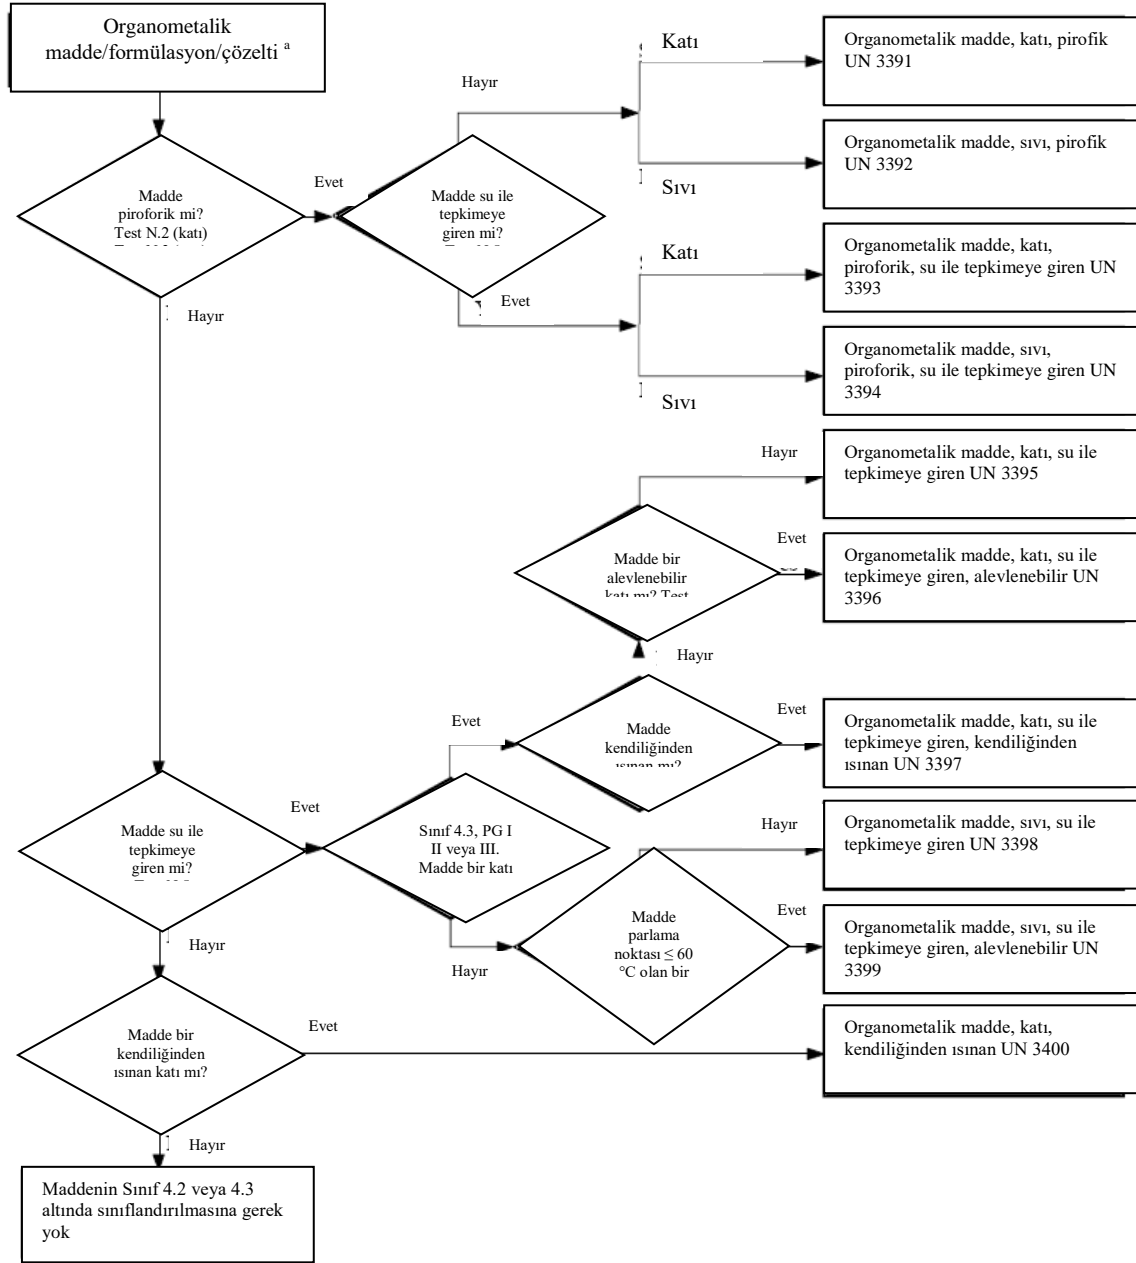 Organometalik
madde/formülasyon/çözelti a
Katı
Organometalik madde, katı, pirofik
UN 3391
Hayır
Organometalik madde, sıvı, pirofik
UN 3392
Sıvı
Evet
Madde
piroforik mi?
Test N.2 (katı)
Madde su ile
tepkimeye
giren mi?
Katı
Organometalik madde, katı,
piroforik, su ile tepkimeye giren UN
3393
Evet
Hayır
Organometalik madde, sıvı,
piroforik, su ile tepkimeye giren UN
3394
Sıvı
Hayır
Organometalik madde, katı, su ile
tepkimeye giren UN 3395
Madde bir
alevlenebilir
katı mı? Test
Evet
Organometalik madde, katı, su ile
tepkimeye giren, alevlenebilir UN
3396
Hayır
Evet
Madde
kendiliğinden
ısınan mı?
Evet
Organometalik madde, katı, su ile
tepkimeye giren, kendiliğinden
ısınan UN 3397
Madde su ile
tepkimeye
giren mi?
Evet
Sınıf 4.3, PG I
II veya III.
Madde bir katı
Hayır
Organometalik madde, sıvı, su ile
tepkimeye giren UN 3398
Hayır
Hayır
Madde
parlama
noktası ≤ 60
°C olan bir
Evet
Organometalik madde, sıvı, su ile
tepkimeye giren, alevlenebilir UN
3399
Madde bir
kendiliğinden
ısınan katı mı?
Evet
Organometalik madde, katı,
kendiliğinden ısınan UN 3400
Hayır
Maddenin Sınıf 4.2 veya 4.3
altında sınıflandırılmasına gerek
yok